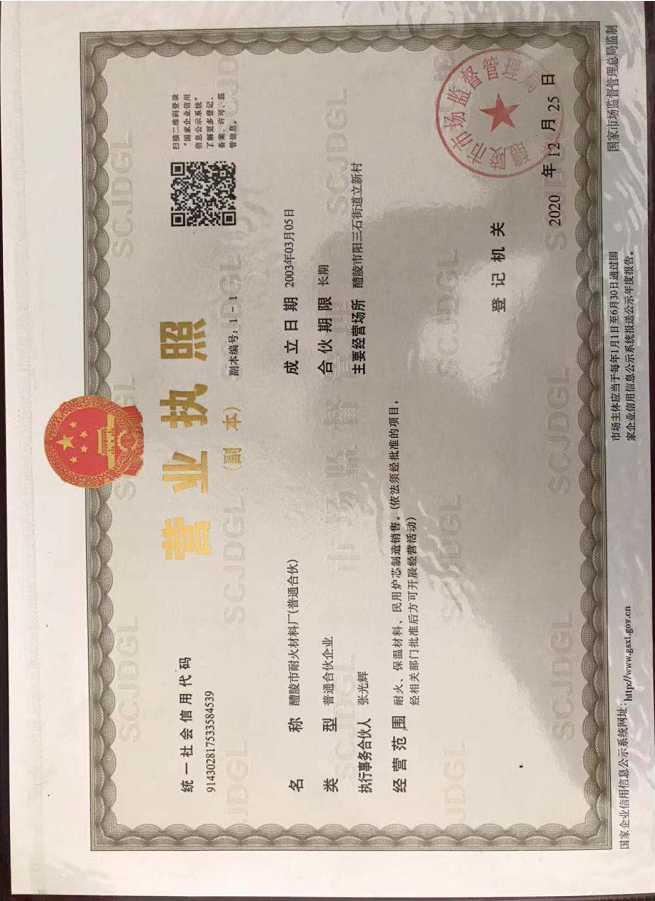 营业执照
（副 本）
副本编号：1 - 1
统一社会信用代码
914302817533584539
扫描二维码登录
“国家企业信用
信息公示系统”
了解更多登记、
备案、许可、监
管信息。
名 称 醴陵市耐火材料厂(普通合伙)
类 型 普通合伙企业
执行事务合伙人 张光辉
经营范围 耐火、保温材料、民用炉芯制造销售。(依法须经批准的项目，
经相关部门批准后方可开展经营活动)
成立日期 2003年03月05日
合伙期限 长期
主要经营场所 醴陵市阳三石街道立新村
登记机关
醴陵市市场监督管理局
2020 年 12 月 25 日
国家企业信用信息公示系统网址：http://www.gsxt.gov.cn
市场主体应当于每年1月1日至6月30日通过国
家企业信用信息公示系统报送公示年度报告。
国家市场监督管理总局监制